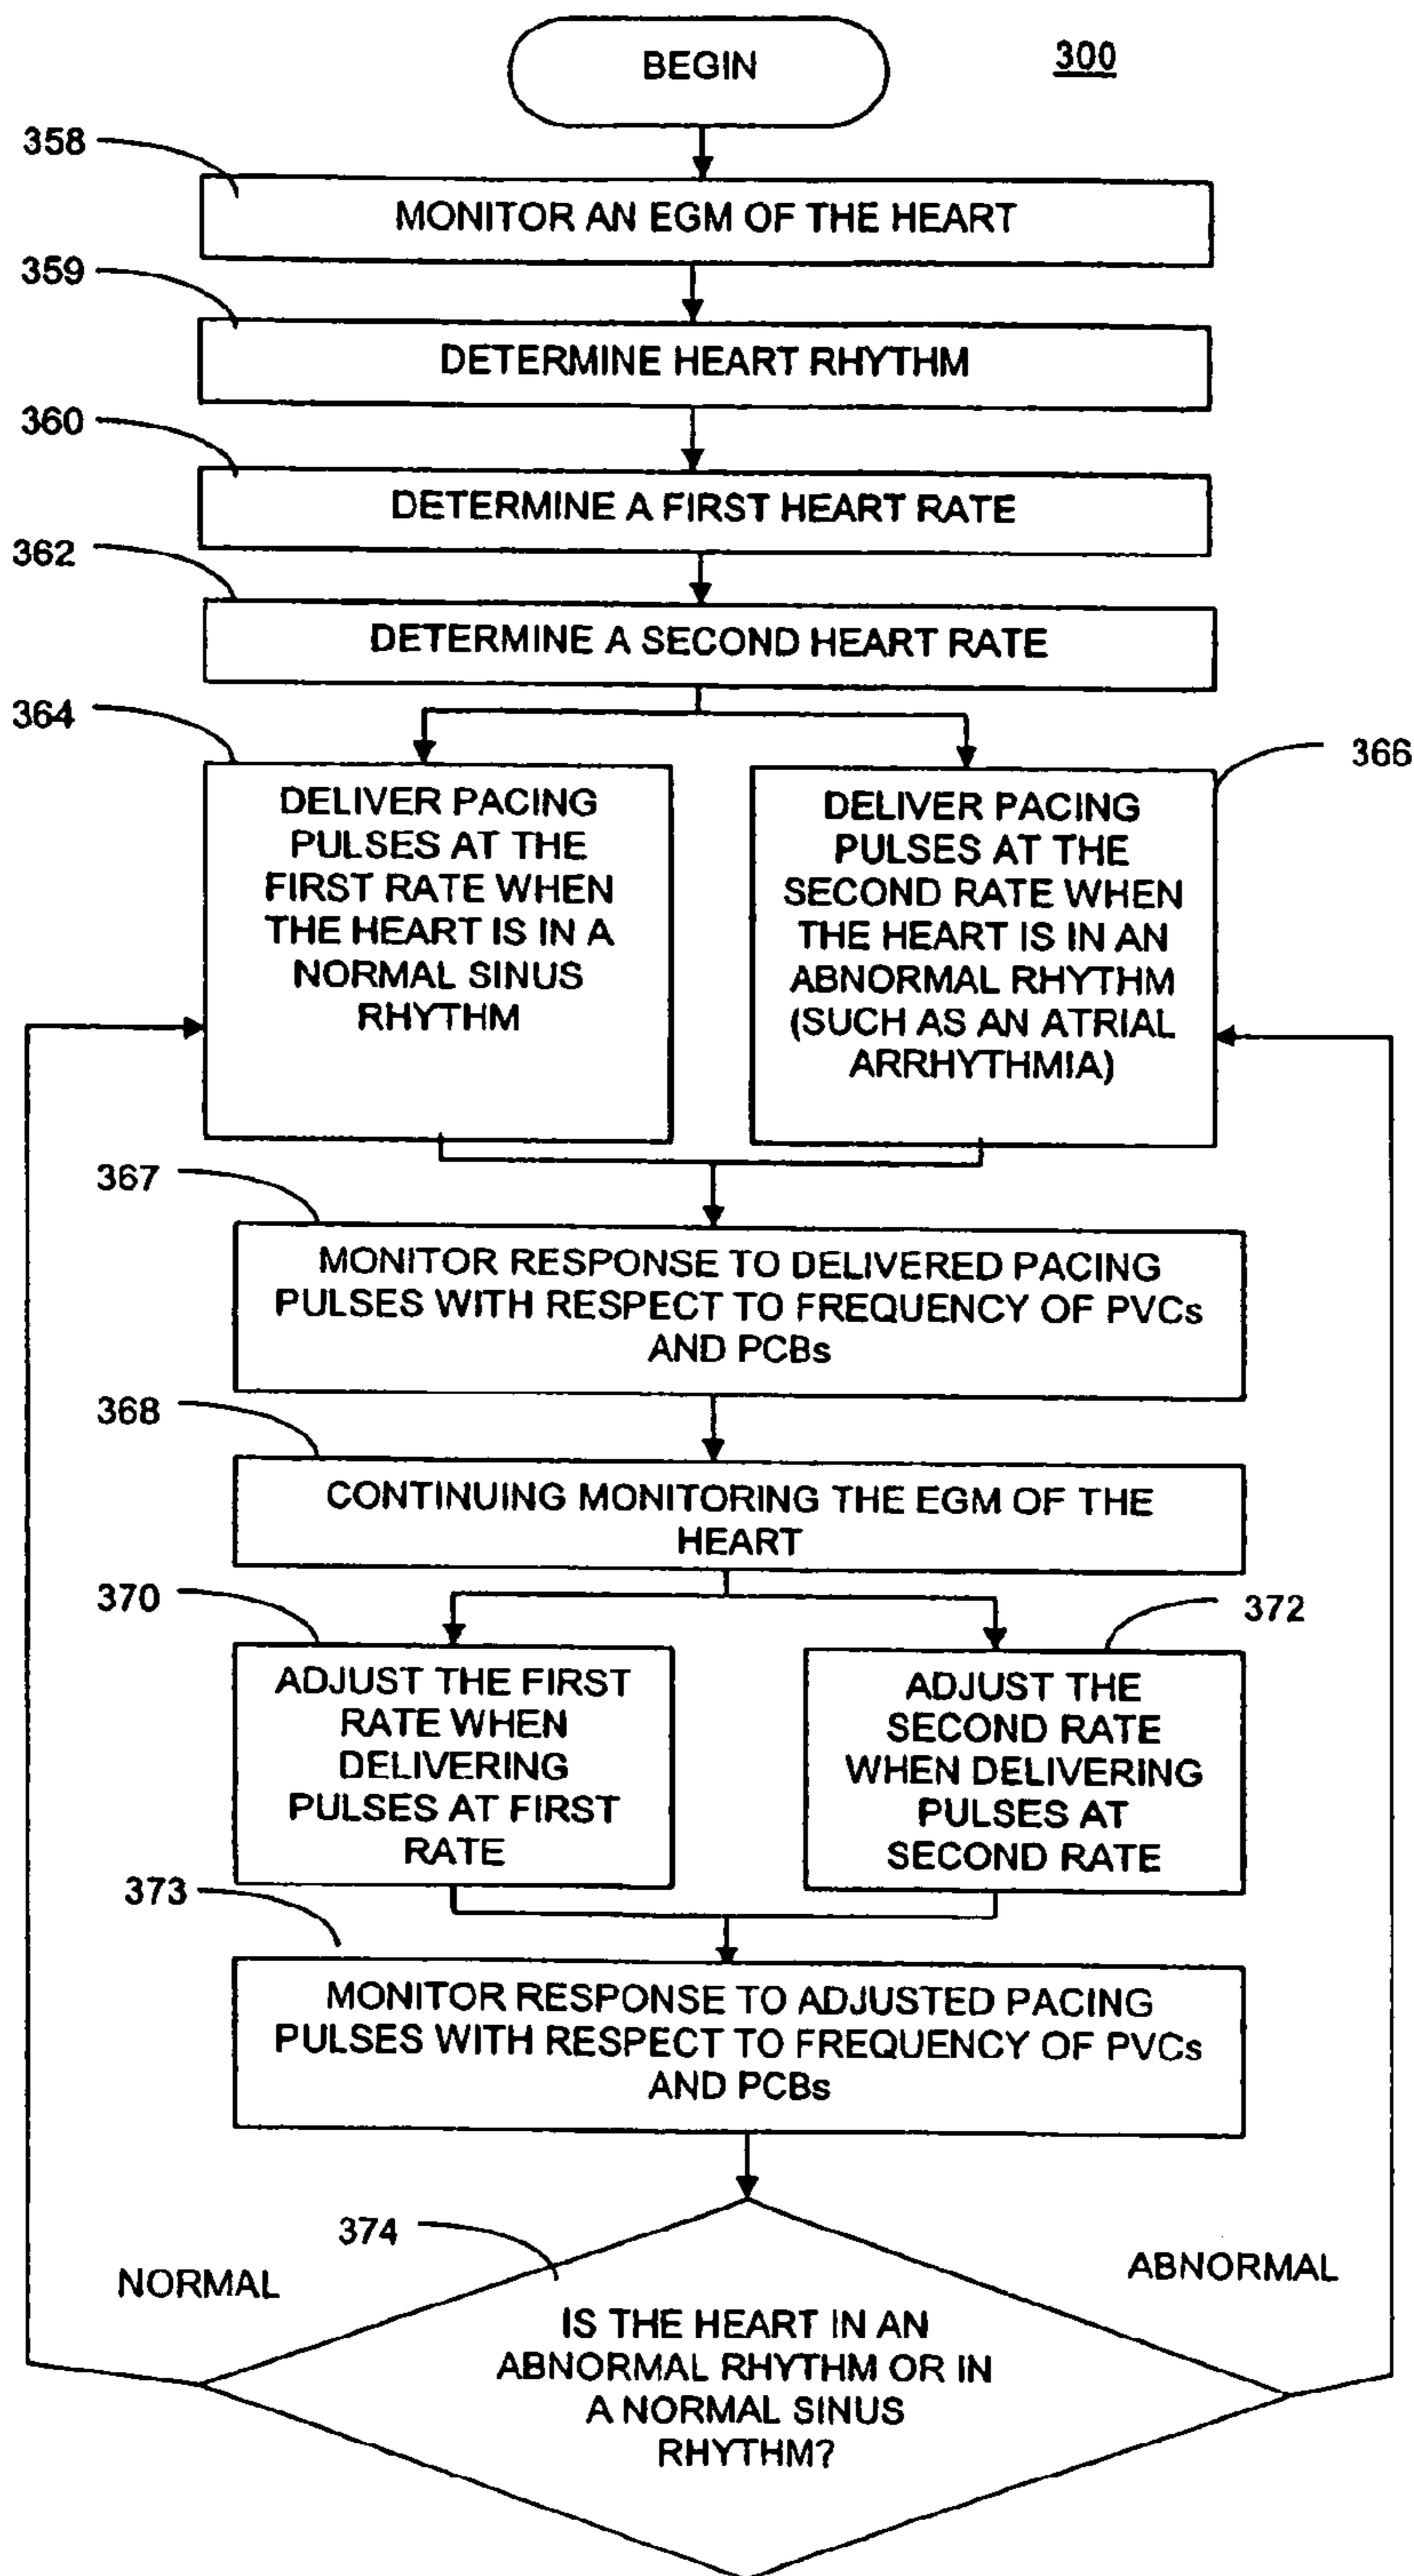 BEGIN
300
358
MONITOR AN EGM OF THE HEART
359
DETERMINE HEART RHYTHM
360
DETERMINE A FIRST HEART RATE
362
DETERMINE A SECOND HEART RATE
364
DELIVER PACING
PULSES AT THE
FIRST RATE WHEN
THE HEART IS IN A
NORMAL SINUS
RHYTHM
366
DELIVER PACING
PULSES AT THE
SECOND RATE WHEN
THE HEART IS IN AN
ABNORMAL RHYTHM
(SUCH AS AN ATRIAL
ARRHYTHMIA)
367
MONITOR RESPONSE TO DELIVERED PACING
PULSES WITH RESPECT TO FREQUENCY OF PVCs
AND PCBs
368
CONTINUING MONITORING THE EGM OF THE
HEART
370
ADJUST THE FIRST
RATE WHEN
DELIVERING
PULSES AT FIRST
RATE
372
ADJUST THE
SECOND RATE
WHEN DELIVERING
PULSES AT
SECOND RATE
373
MONITOR RESPONSE TO ADJUSTED PACING
PULSES WITH RESPECT TO FREQUENCY OF PVCs
AND PCBs
374
NORMAL
ABNORMAL
IS THE HEART IN AN
ABNORMAL RHYTHM OR IN
A NORMAL SINUS
RHYTHM?